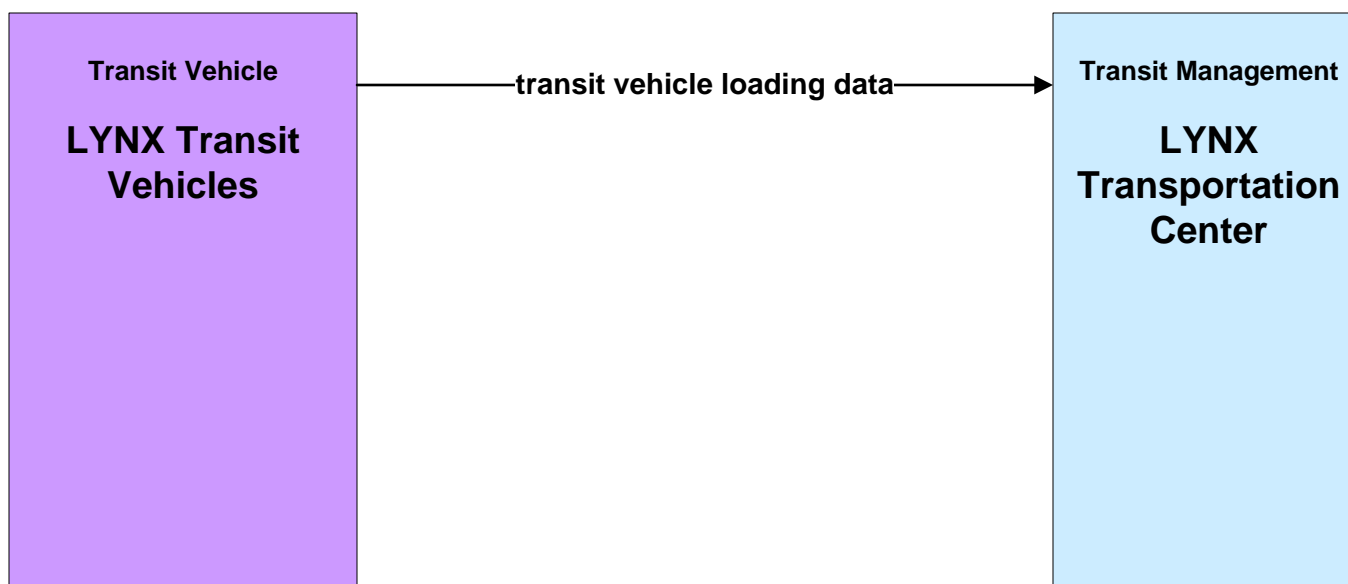 Transit Vehicle
LYNX Transit
Vehicles
transit vehicle loading data
Transit Management
LYNX
Transportation
Center